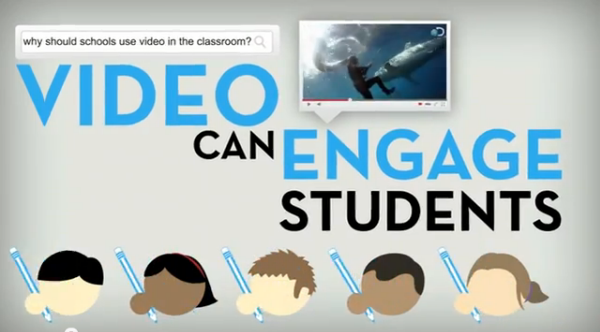 why should schools use video in the classroom?
VIDEO
CAN ENGAGE
STUDENTS